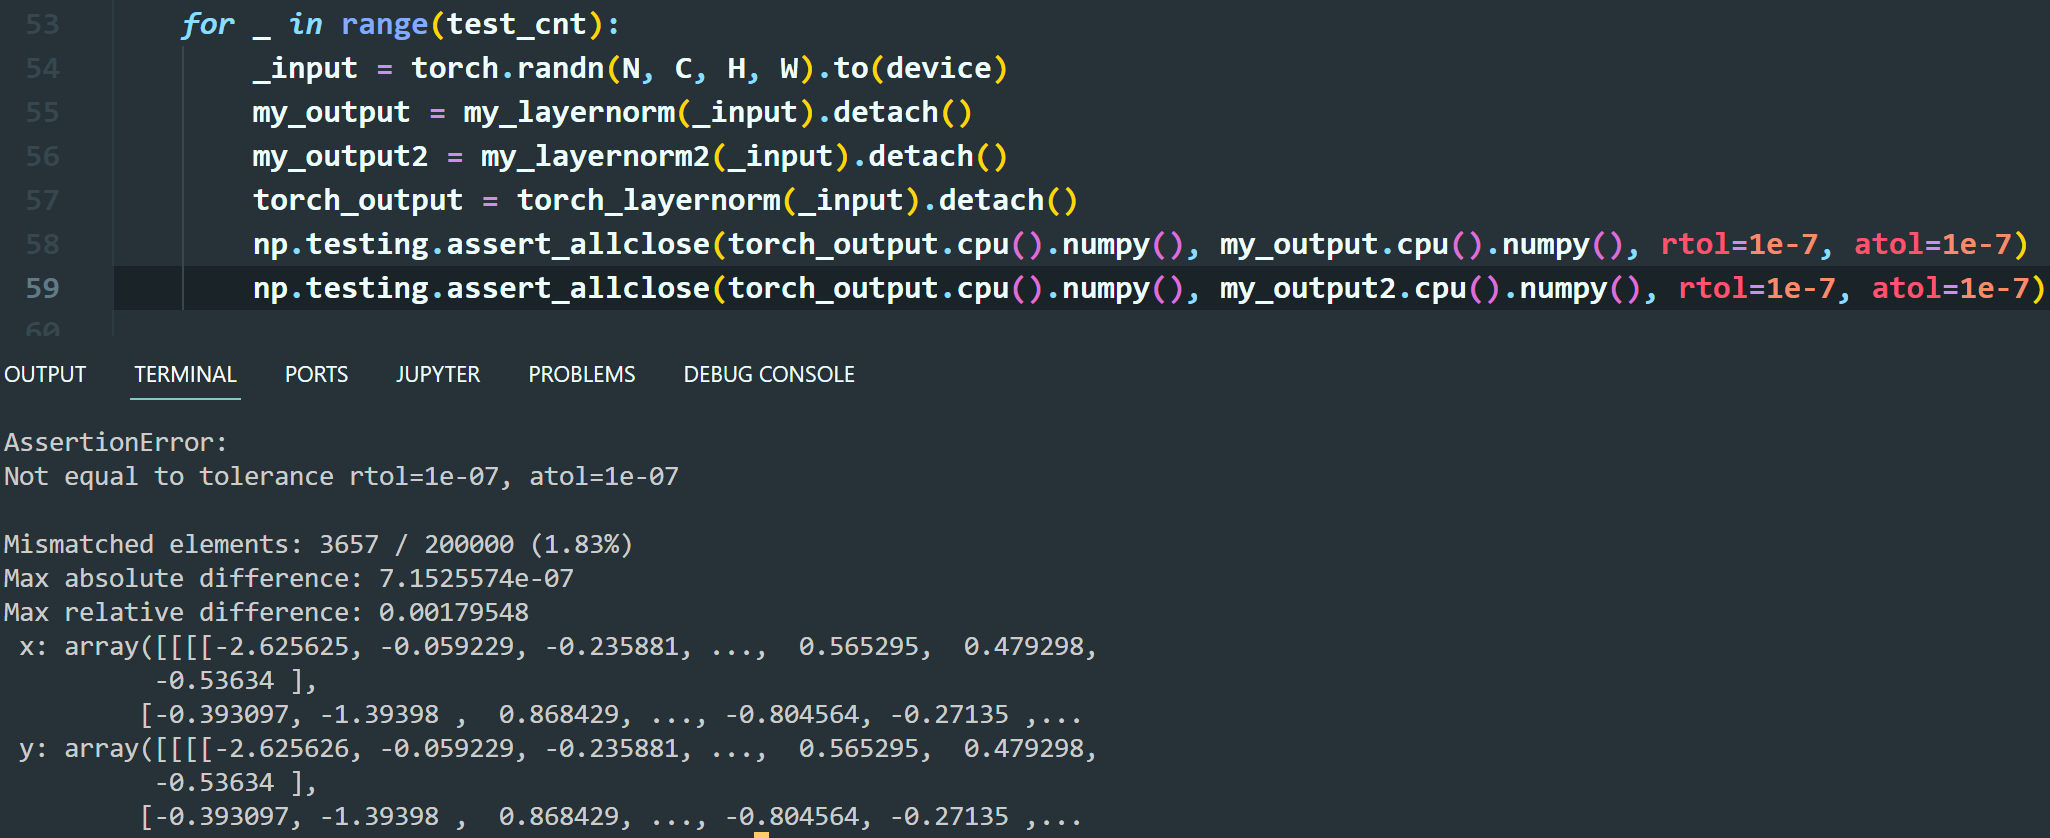 53 for _ in range(test_cnt):
54 _input = torch.randn(N, C, H, W).to(device)
55 my_output = my_layernorm(_input).detach()
56 my_output2 = my_layernorm2(_input).detach()
57 torch_output = torch_layernorm(_input).detach()
58 np.testing.assert_allclose(torch_output.cpu().numpy(), my_output.cpu().numpy(), rtol=1e-7, atol=1e-7)
59 np.testing.assert_allclose(torch_output.cpu().numpy(), my_output2.cpu().numpy(), rtol=1e-7, atol=1e-7)
60
OUTPUT TERMINAL PORTS JUPYTER PROBLEMS DEBUG CONSOLE
AssertionError:
Not equal to tolerance rtol=1e-07, atol=1e-07
Mismatched elements: 3657 / 200000 (1.83%)
Max absolute difference: 7.1525574e-07
Max relative difference: 0.00179548
x: array([[[[-2.625625, -0.059229, -0.235881, ..., 0.565295, 0.479298,
-0.53634 ],
[-0.393097, -1.39398 , 0.868429, ..., -0.804564, -0.27135 ,...
y: array([[[[-2.625626, -0.059229, -0.235881, ..., 0.565295, 0.479298,
-0.53634 ],
[-0.393097, -1.39398 , 0.868429, ..., -0.804564, -0.27135 ,...